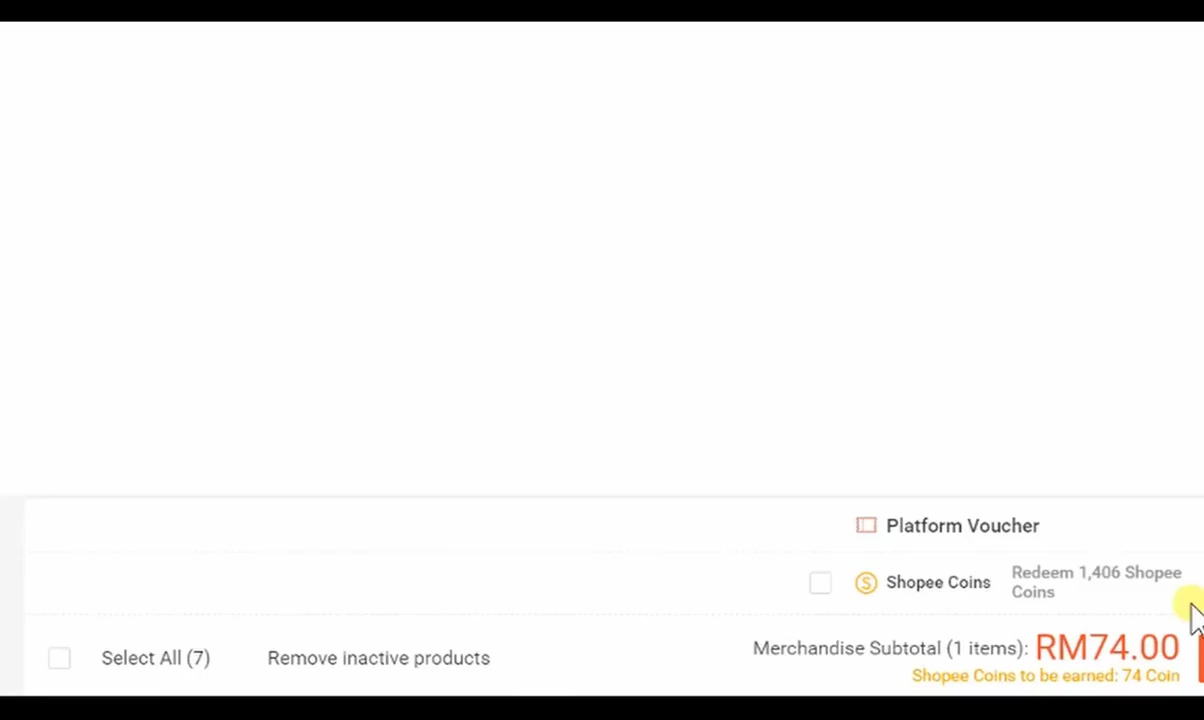 Platform Voucher
Shopee Coins
Redeem 1,406 Shopee
Coins
Select All (7)
Remove inactive products
Merchandise Subtotal (1 items): RM74.00
Shopee Coins to be earned: 74 Coin